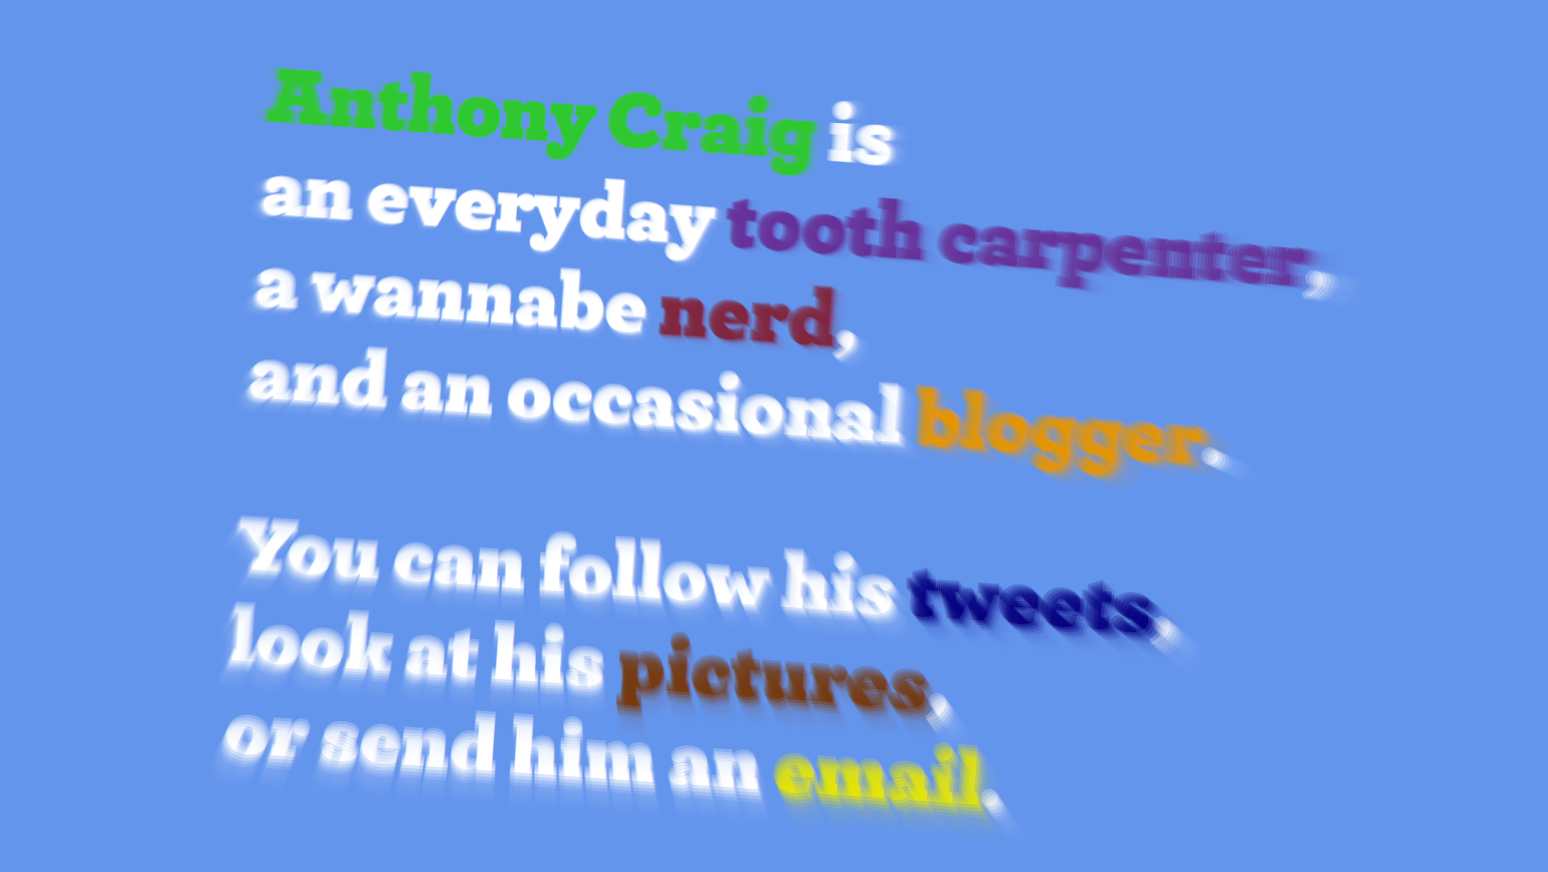 Anthony Craig is
an everyday tooth carpenter,
a wannabe nerd,
and an occasional blogger.
You can follow his tweets,
look at his pictures,
or send him an email.